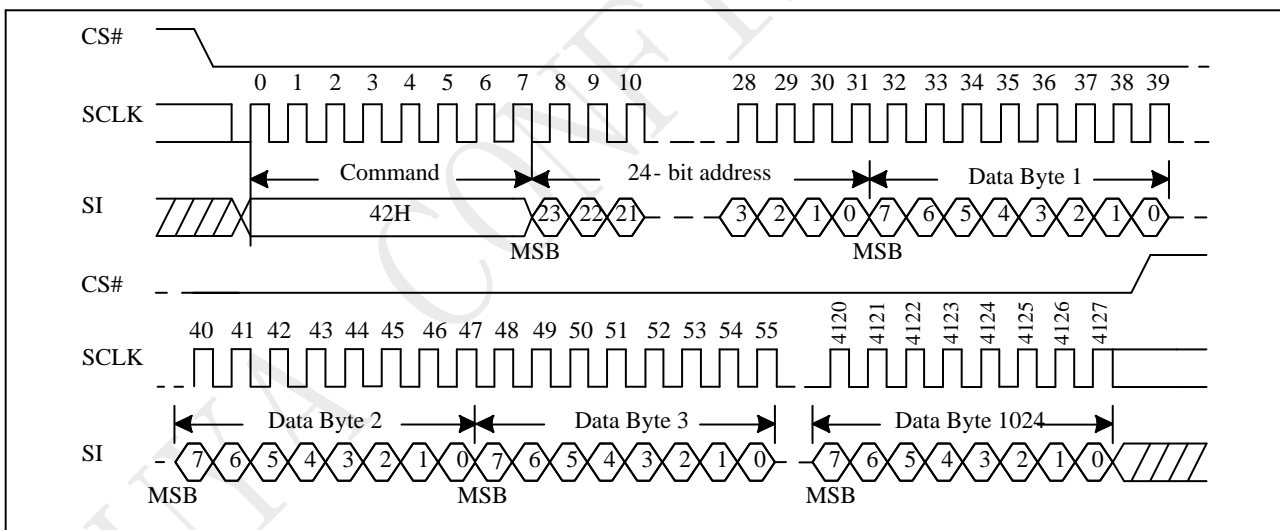 CS#
0 1 2 3 4 5 6 7 8 9 10 28 29 30 31 32 33 34 35 36 37 38 39
SCLK
Command 24- bit address Data Byte 1
SI 42H 23 22 21 3 2 1 0 7 6 5 4 3 2 1 0
MSB MSB
CS#
40 41 42 43 44 45 46 47 48 49 50 51 52 53 54 55 4120 4121 4122 4123 4124 4125 4126 4127
SCLK
Data Byte 2 Data Byte 3 Data Byte 1024
SI 7 6 5 4 3 2 1 0 7 6 5 4 3 2 1 0 7 6 5 4 3 2 1 0
MSB MSB MSB